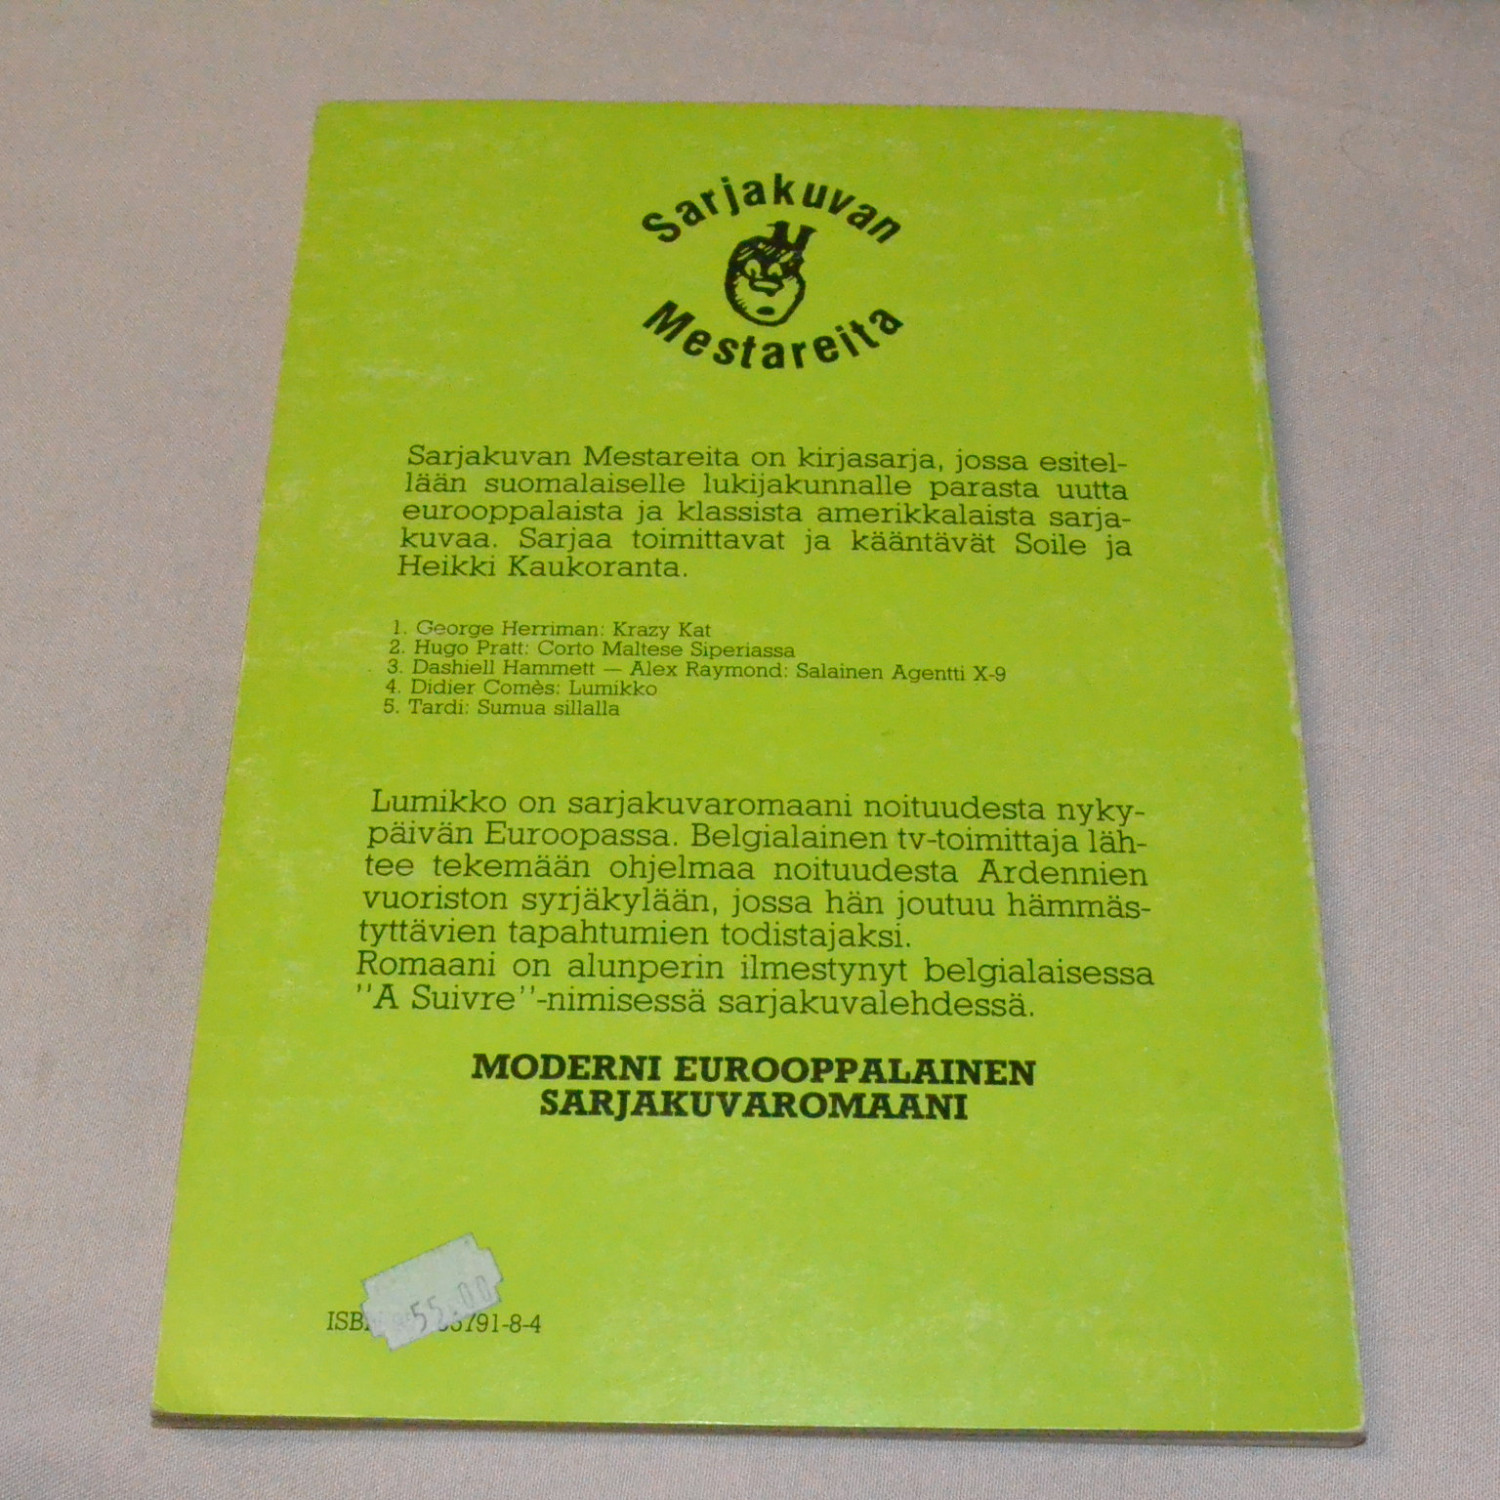 Sarjakuvan
Mestareita
Sarjakuvan Mestareita on kirjasarja, jossa esitel-
lään suomalaiselle lukijakunnalle parasta uutta
eurooppalaista ja klassista amerikkalaista sarja-
kuvaa. Sarjaa toimittavat ja kääntävät Soile ja
Heikki Kaukoranta.
1. George Herriman: Krazy Kat
2. Hugo Pratt: Corto Maltese Siperiassa
3. Dashiell Hammett — Alex Raymond: Salainen Agentti X-9
4. Didier Comès: Lumikko
5. Tardi: Sumua sillalla
Lumikko on sarjakuvaromaani noituudesta nyky-
päivän Euroopassa. Belgialainen tv-toimittaja läh-
tee tekemään ohjelmaa noituudesta Ardennien
vuoriston syrjäkylään, jossa hän joutuu hämmäs-
tyttävien tapahtumien todistajaksi.
Romaani on alunperin ilmestynyt belgialaisessa
''A Suivre''-nimisessä sarjakuvalehdessä.
MODERNI EUROOPPALAINEN
SARJAKUVAROMAANI
55.00
791-8-4